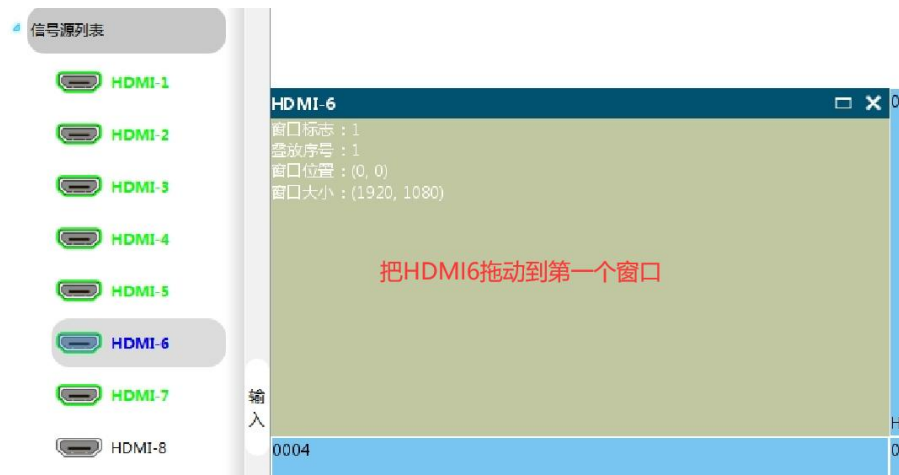 信号源列表
HDMI-1
HDMI-2
HDMI-3
HDMI-4
HDMI-5
HDMI-6
HDMI-7
HDMI-8
输
入
HDMI-6
窗口标志：1
叠放序号：1
窗口位置：(0, 0)
窗口大小：(1920, 1080)
把HDMI6拖动到第一个窗口
0004
0
H
0